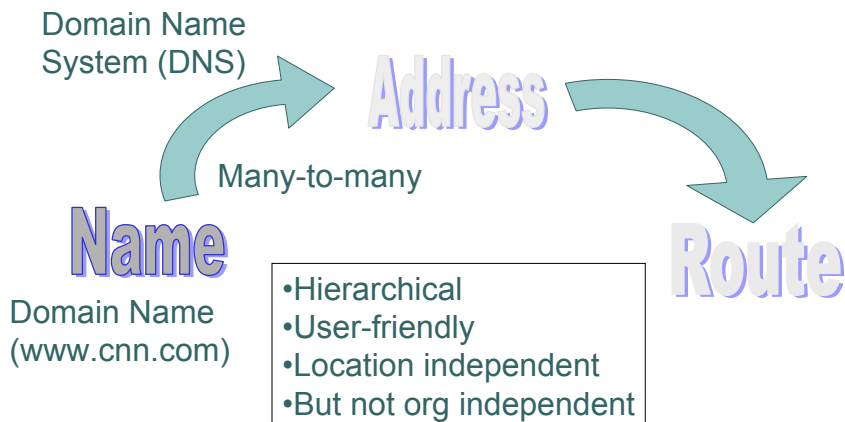 Domain Name
System (DNS)
Address
Many-to-many
Name
Route
Domain Name
(www.cnn.com)
•Hierarchical
•User-friendly
•Location independent
•But not org independent